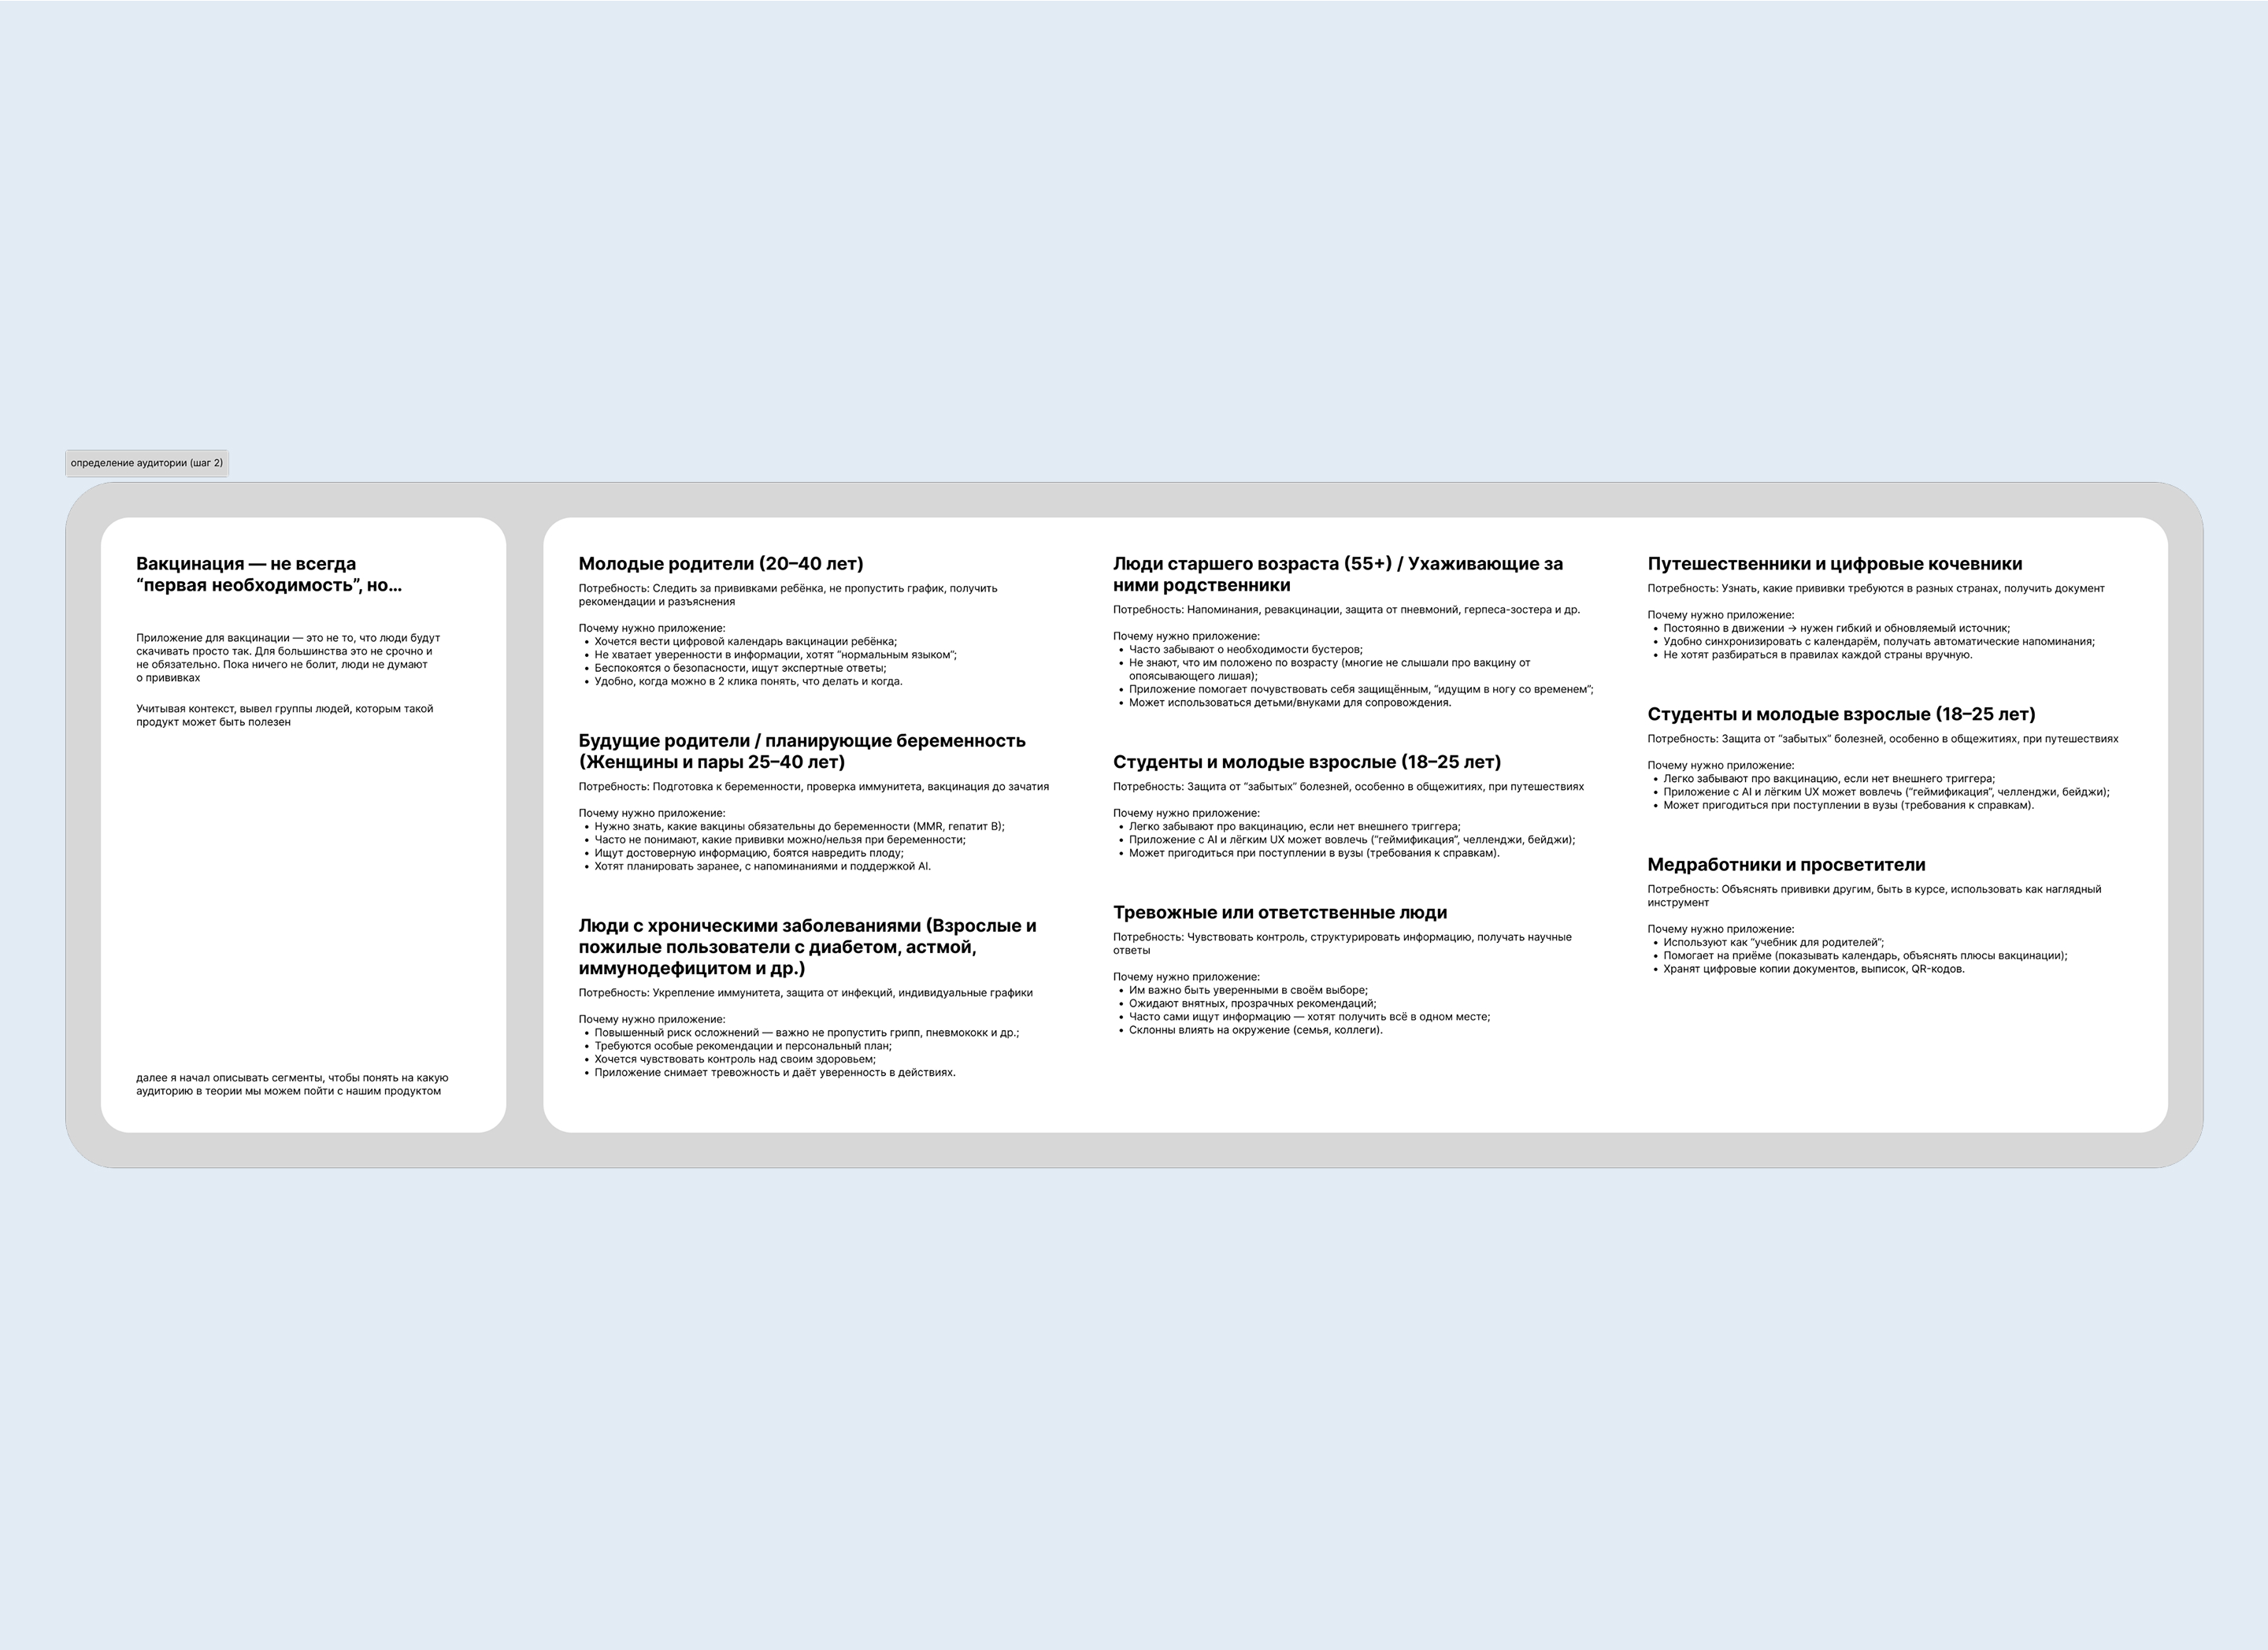 определение аудитории (шаг 2)
Вакцинация — не всегда
“первая необходимость”, но...
Приложение для вакцинации — это не то, что люди будут
скачивать просто так. Для большинства это не срочно и
не обязательно. Пока ничего не болит, люди не думают
о прививках
Учитывая контекст, вывел группы людей, которым такой
продукт может быть полезен
далее я начал описывать сегменты, чтобы понять на какую
аудиторию в теории мы можем пойти с нашим продуктом
Молодые родители (20–40 лет)
Потребность: Следить за прививками ребёнка, не пропустить график, получить
рекомендации и разъяснения
Почему нужно приложение:
• Хочется вести цифровой календарь вакцинации ребёнка;
• Не хватает уверенности в информации, хотят “нормальным языком”;
• Беспокоятся о безопасности, ищут экспертные ответы;
• Удобно, когда можно в 2 клика понять, что делать и когда.
Будущие родители / планирующие беременность
(Женщины и пары 25–40 лет)
Потребность: Подготовка к беременности, проверка иммунитета, вакцинация до зачатия
Почему нужно приложение:
• Нужно знать, какие вакцины обязательны до беременности (MMR, гепатит B);
• Часто не понимают, какие прививки можно/нельзя при беременности;
• Ищут достоверную информацию, боятся навредить плоду;
• Хотят планировать заранее, с напоминаниями и поддержкой AI.
Люди с хроническими заболеваниями (Взрослые и
пожилые пользователи с диабетом, астмой,
иммунодефицитом и др.)
Потребность: Укрепление иммунитета, защита от инфекций, индивидуальные графики
Почему нужно приложение:
• Повышенный риск осложнений — важно не пропустить грипп, пневмококк и др.;
• Требуются особые рекомендации и персональный план;
• Хочется чувствовать контроль над своим здоровьем;
• Приложение снимает тревожность и даёт уверенность в действиях.
Люди старшего возраста (55+) / Ухаживающие за
ними родственники
Потребность: Напоминания, ревакцинации, защита от пневмоний, герпеса-зостера и др.
Почему нужно приложение:
• Часто забывают о необходимости бустеров;
• Не знают, что им положено по возрасту (многие не слышали про вакцину от
опоясывающего лишая);
• Приложение помогает почувствовать себя защищённым, “идущим в ногу со временем”;
• Может использоваться детьми/внуками для сопровождения.
Студенты и молодые взрослые (18–25 лет)
Потребность: Защита от “забытых” болезней, особенно в общежитиях, при путешествиях
Почему нужно приложение:
• Легко забывают про вакцинацию, если нет внешнего триггера;
• Приложение с AI и лёгким UX может вовлечь (“геймификация”, челленджи, бейджи);
• Может пригодиться при поступлении в вузы (требования к справкам).
Тревожные или ответственные люди
Потребность: Чувствовать контроль, структурировать информацию, получать научные
ответы
Почему нужно приложение:
• Им важно быть уверенными в своём выборе;
• Ожидают внятных, прозрачных рекомендаций;
• Часто сами ищут информацию — хотят получить всё в одном месте;
• Склонны влиять на окружение (семья, коллеги).
Путешественники и цифровые кочевники
Потребность: Узнать, какие прививки требуются в разных странах, получить документ
Почему нужно приложение:
• Постоянно в движении → нужен гибкий и обновляемый источник;
• Удобно синхронизировать с календарём, получать автоматические напоминания;
• Не хотят разбираться в правилах каждой страны вручную.
Студенты и молодые взрослые (18–25 лет)
Потребность: Защита от “забытых” болезней, особенно в общежитиях, при путешествиях
Почему нужно приложение:
• Легко забывают про вакцинацию, если нет внешнего триггера;
• Приложение с AI и лёгким UX может вовлечь (“геймификация”, челленджи, бейджи);
• Может пригодиться при поступлении в вузы (требования к справкам).
Медработники и просветители
Потребность: Объяснять прививки другим, быть в курсе, использовать как наглядный
инструмент
Почему нужно приложение:
• Используют как “учебник для родителей”;
• Помогает на приёме (показывать календарь, объяснять плюсы вакцинации);
• Хранят цифровые копии документов, выписок, QR-кодов.